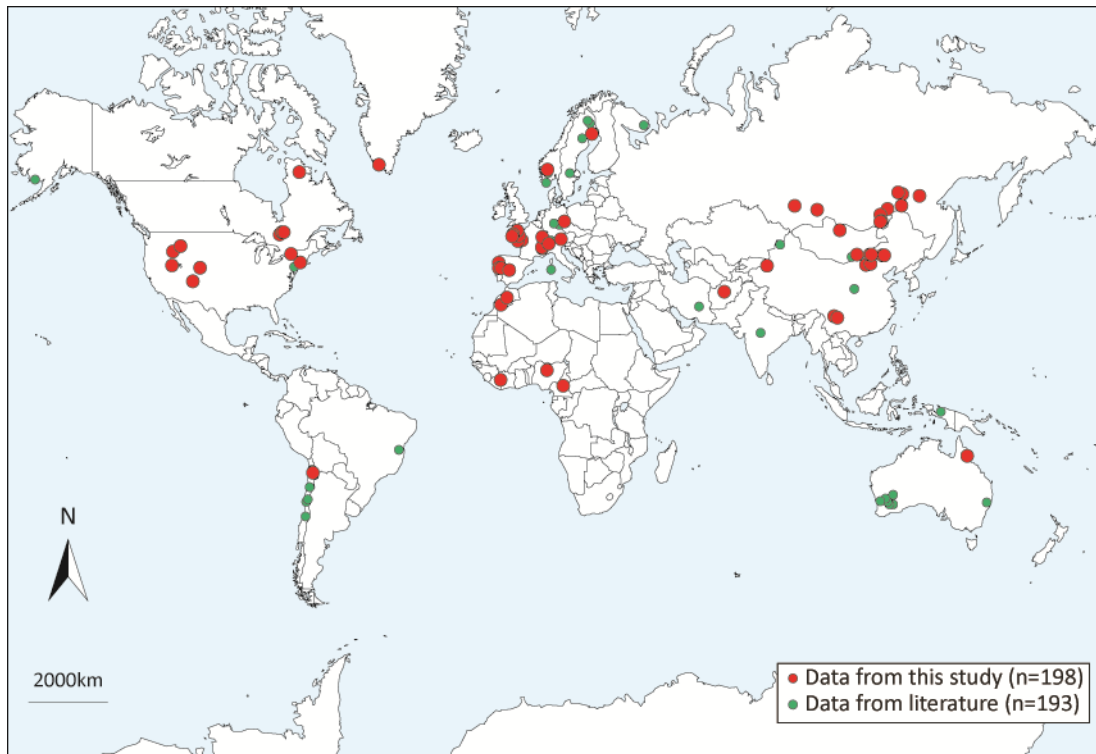 N
2000km
Data from this study (n=198)
Data from literature (n=193)